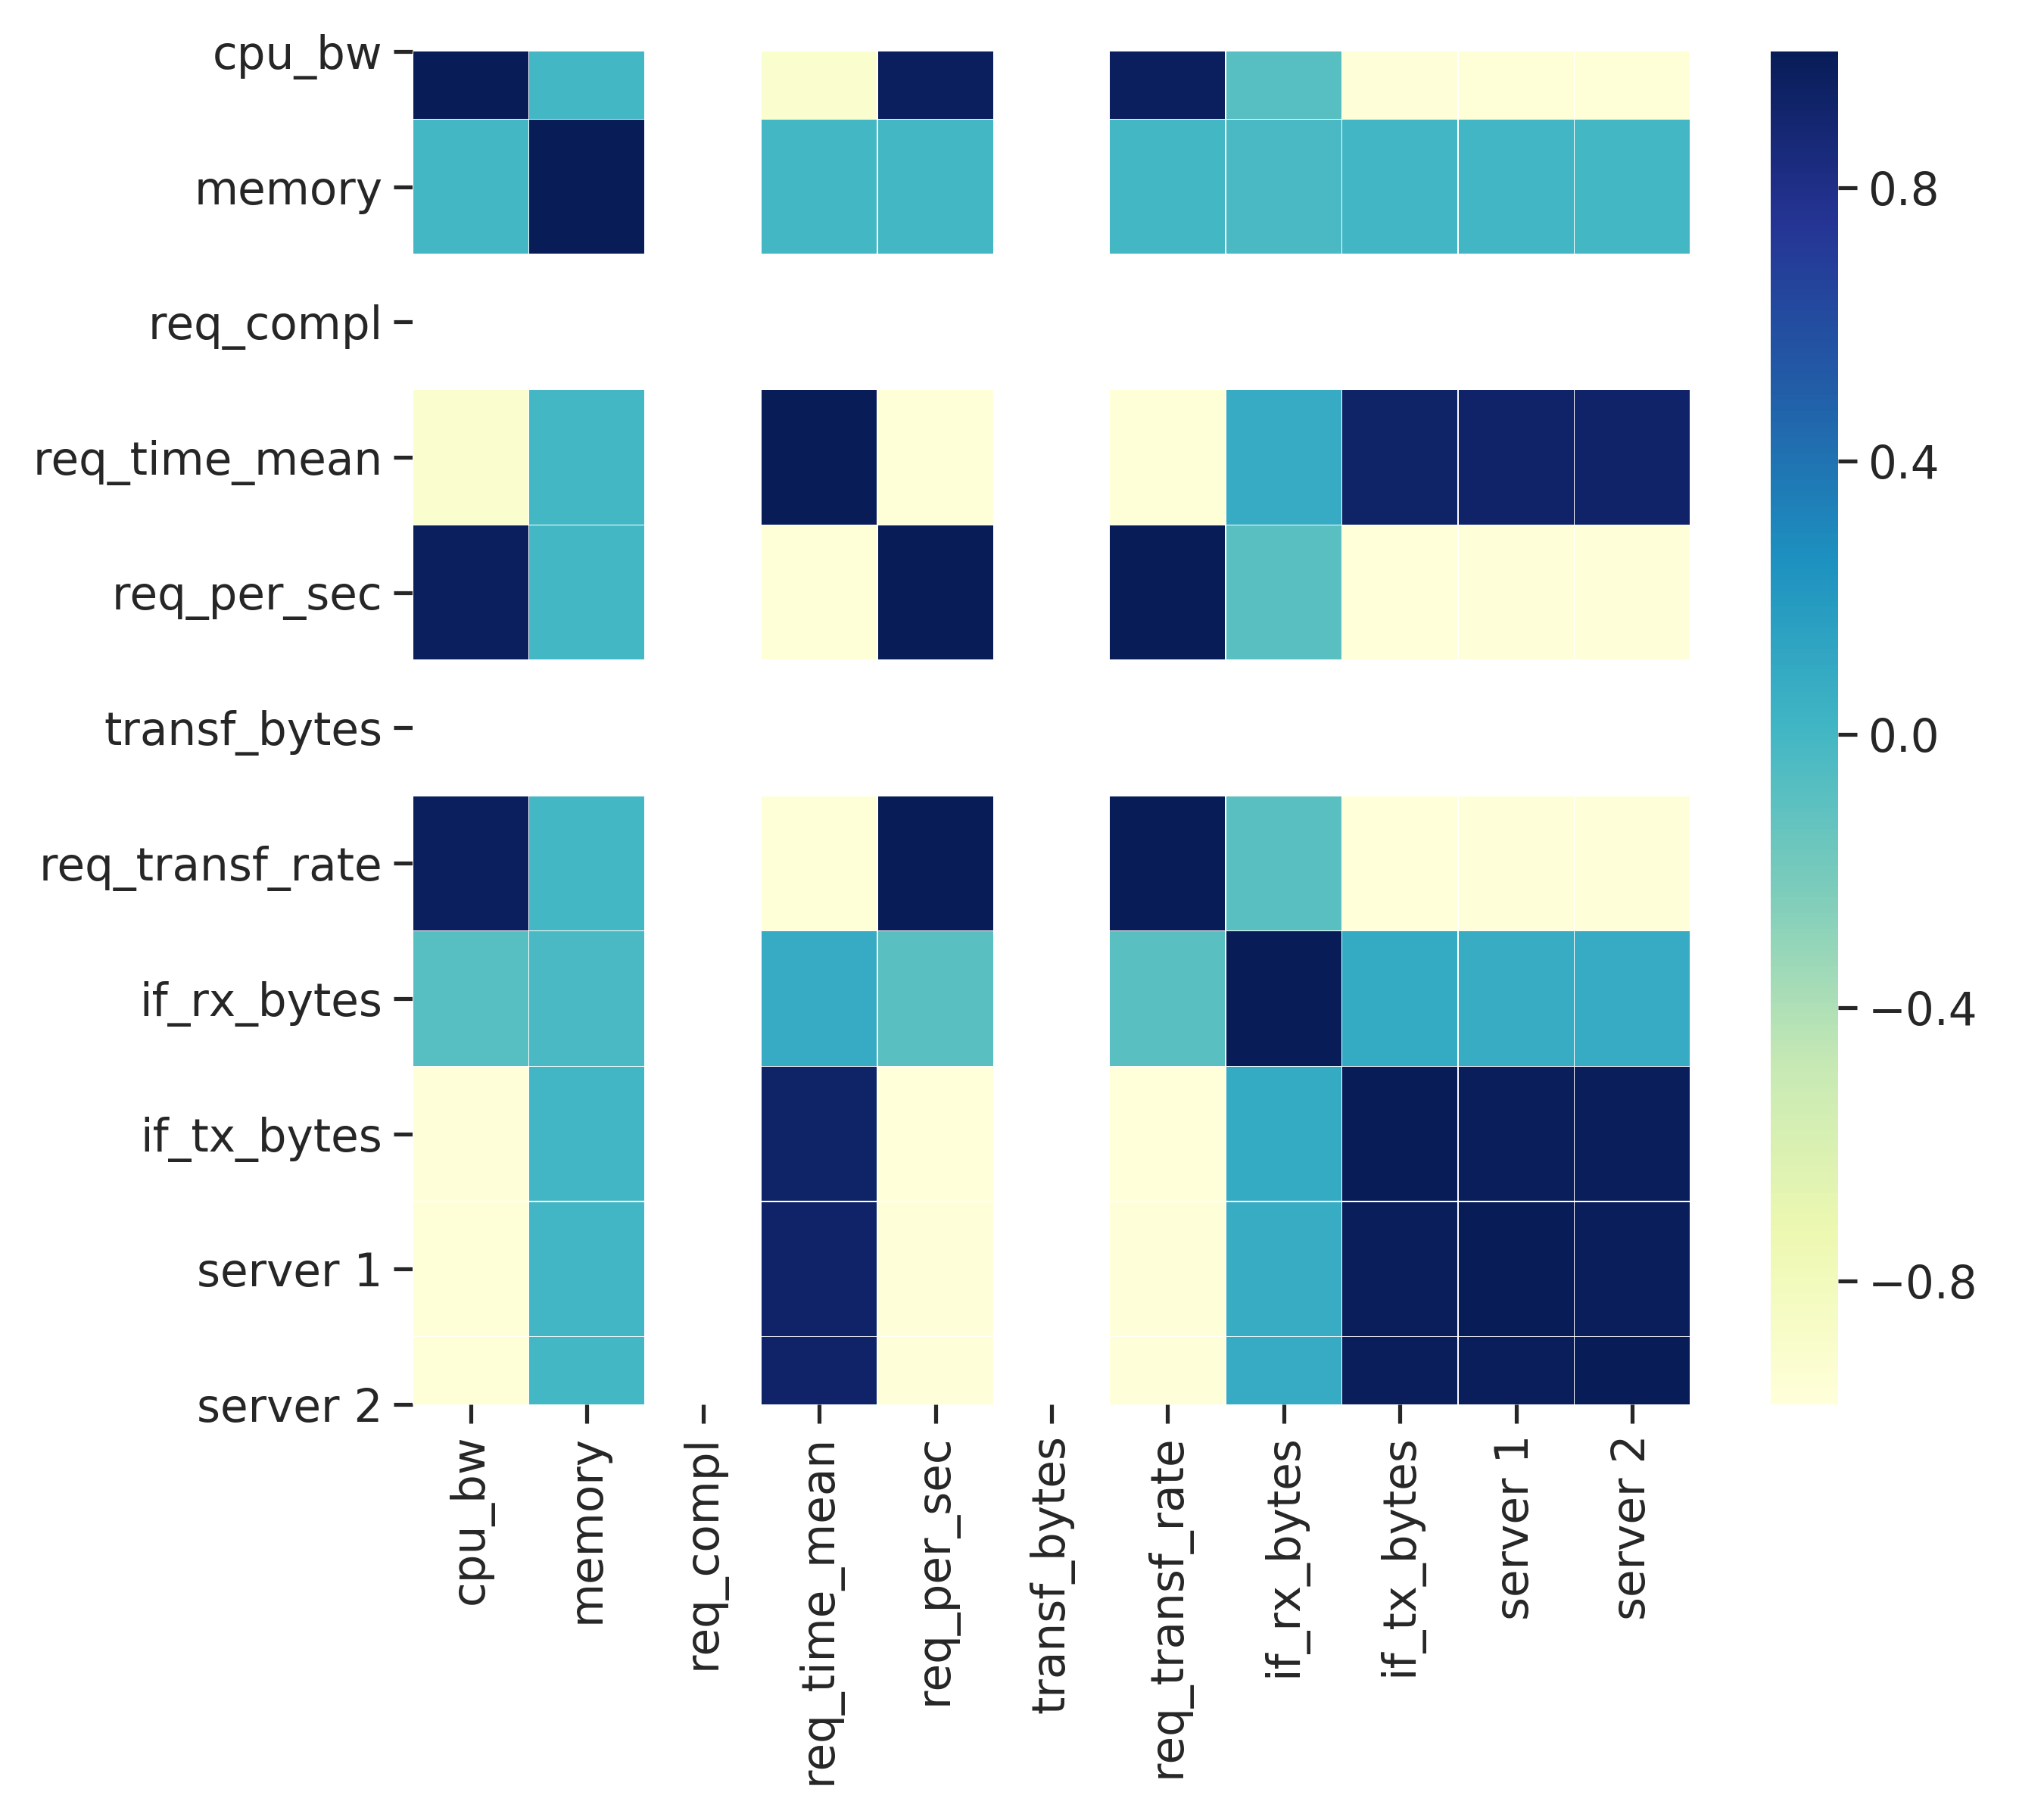 cpu_bw
memory
req_compl
req_time_mean
req_per_sec
transf_bytes
req_transf_rate
if_rx_bytes
if_tx_bytes
server 1
server 2
cpu_bw
memory
req_compl
req_time_mean
req_per_sec
transf_bytes
req_transf_rate
if_rx_bytes
if_tx_bytes
server 1
server 2
0.8
0.4
0.0
−0.4
−0.8